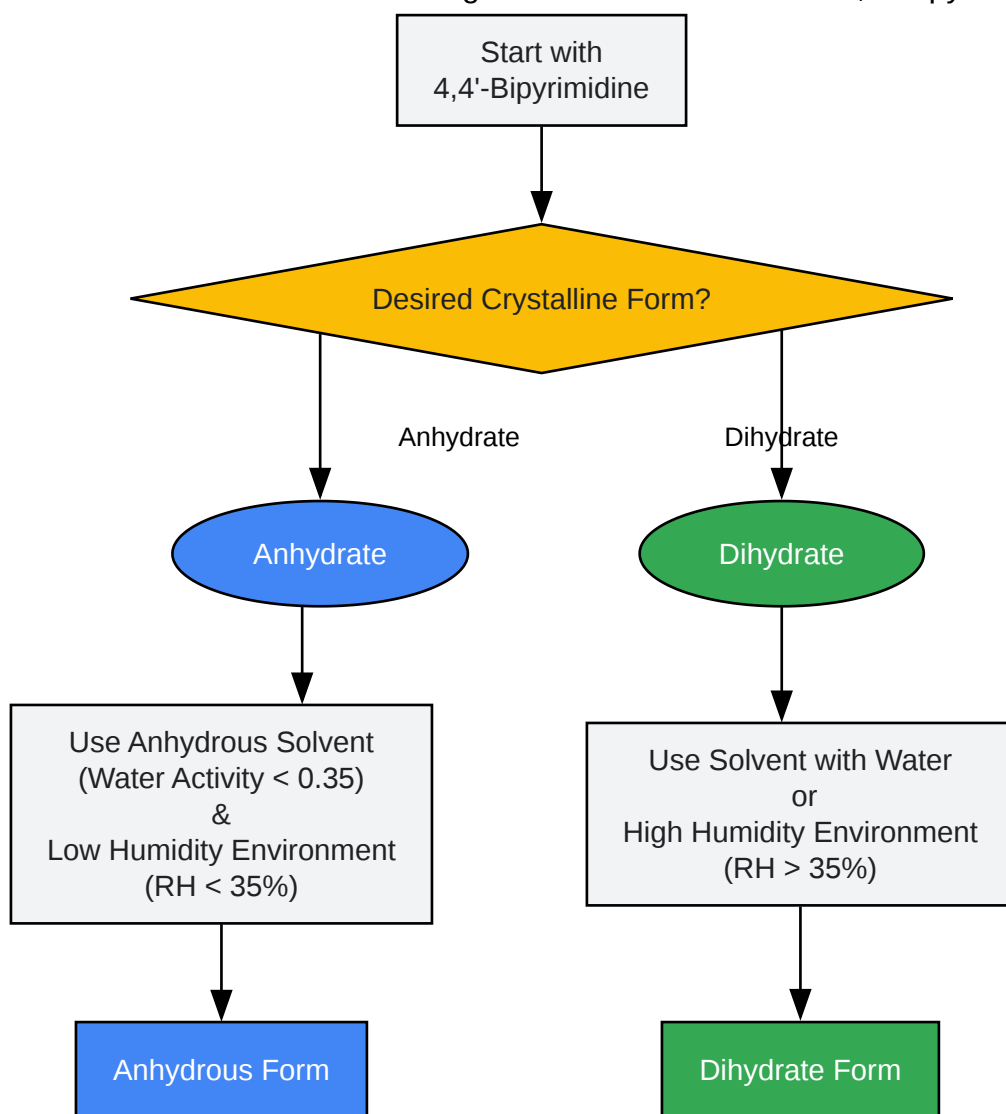 Start with
4,4'-Bipyrimidine
Desired Crystalline Form?
Anhydrate
Dihydrate
Anhydrate
Dihydrate
Use Anhydrous Solvent
(Water Activity < 0.35)
&
Low Humidity Environment
(RH < 35%)
Use Solvent with Water
or
High Humidity Environment
(RH > 35%)
Anhydrous Form
Dihydrate Form